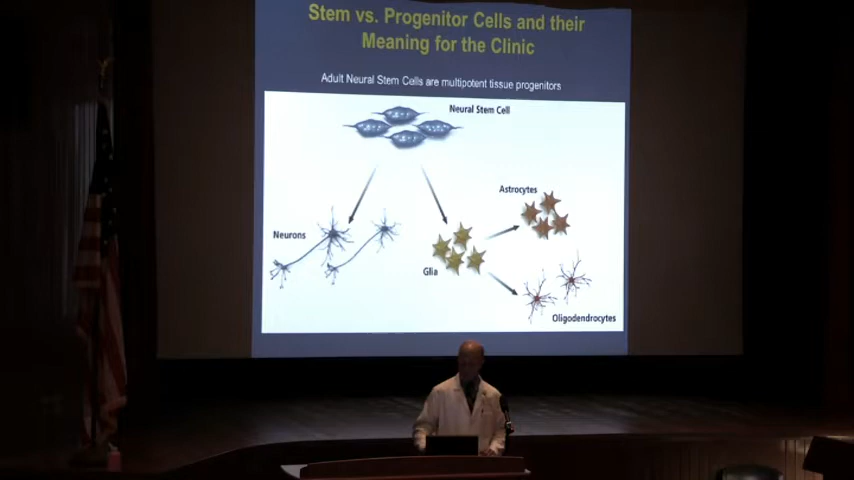 Stem vs. Progenitor Cells and their
Meaning for the Clinic
Adult Neural Stem Cells are multipotent tissue progenitors
Neural Stem Cell
Astrocytes
Neurons
Glia
Oligodendrocytes